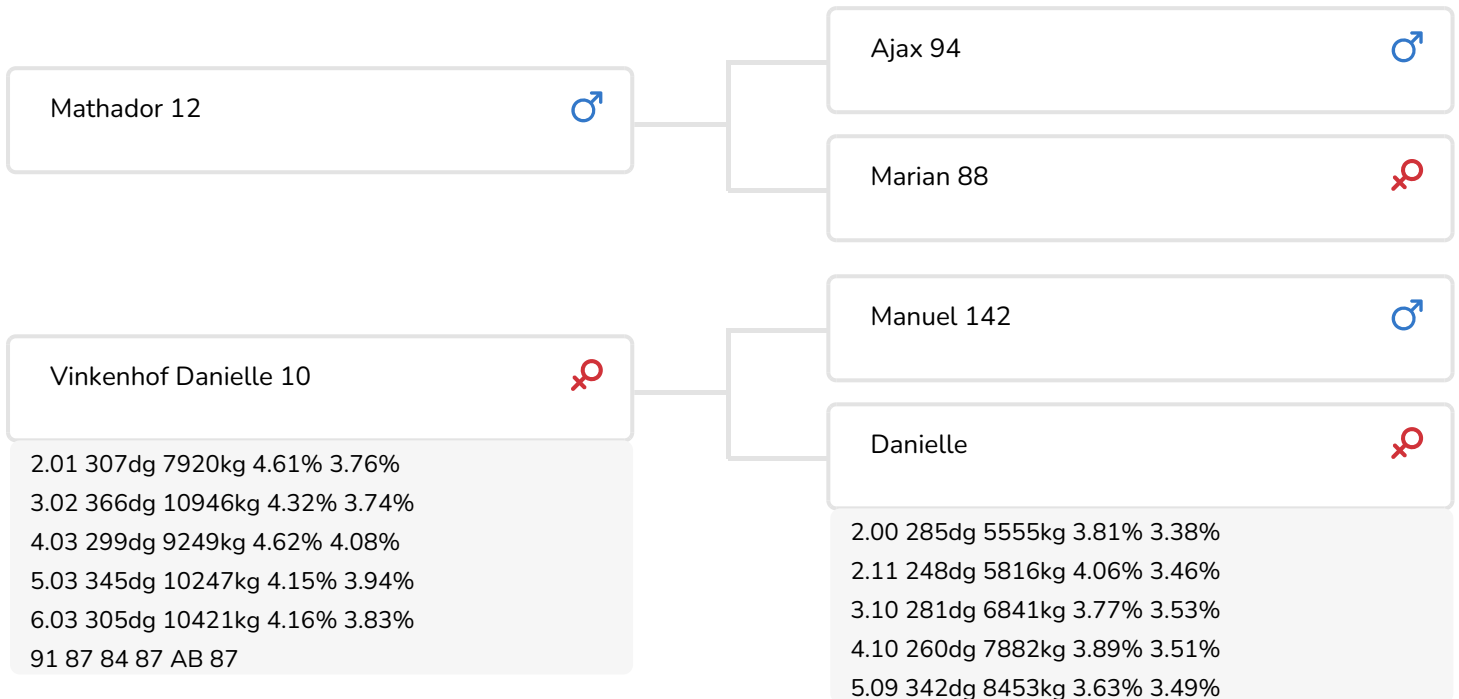 Mathador 12
Ajax 94
Marian 88
Vinkenhof Danielle 10
2.01 307dg 7920kg 4.61% 3.76%
3.02 366dg 10946kg 4.32% 3.74%
4.03 299dg 9249kg 4.62% 4.08%
5.03 345dg 10247kg 4.15% 3.94%
6.03 305dg 10421kg 4.16% 3.83%
91 87 84 87 AB 87
Manuel 142
Danielle
2.00 285dg 5555kg 3.81% 3.38%
2.11 248dg 5816kg 4.06% 3.46%
3.10 281dg 6841kg 3.77% 3.53%
4.10 260dg 7882kg 3.89% 3.51%
5.09 342dg 8453kg 3.63% 3.49%